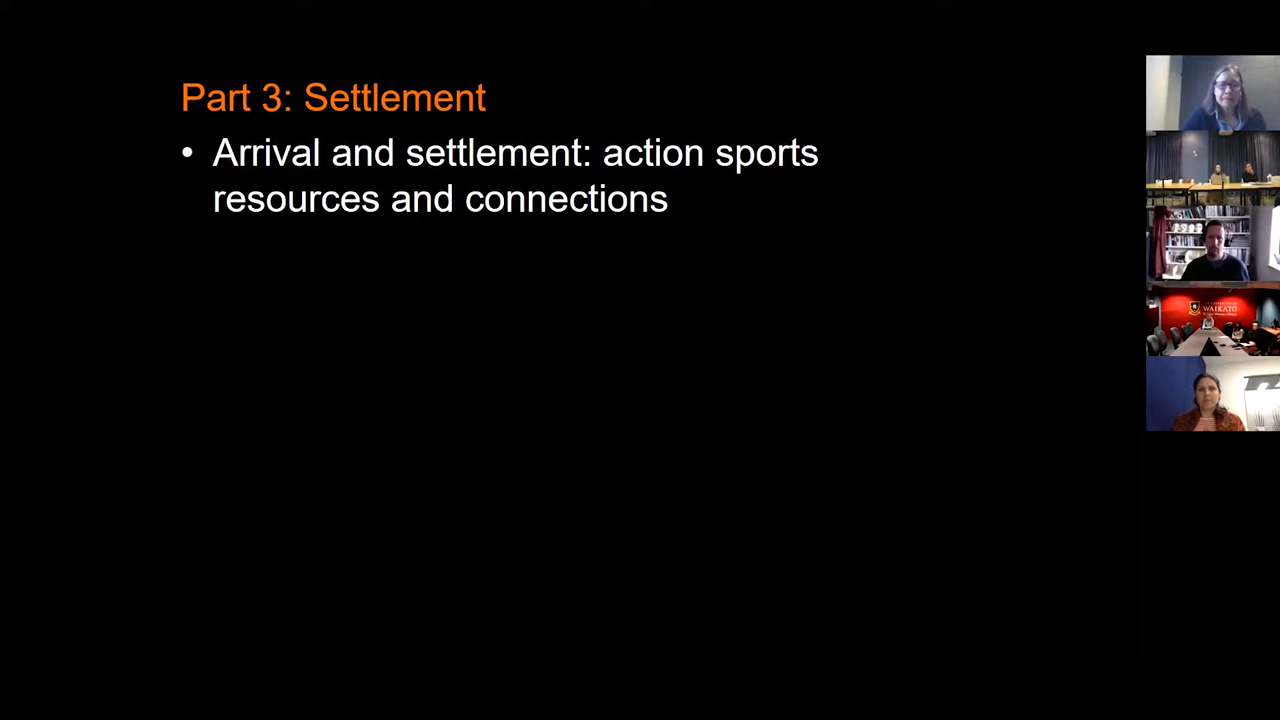 Part 3: Settlement
• Arrival and settlement: action sports
resources and connections
WAIKATO